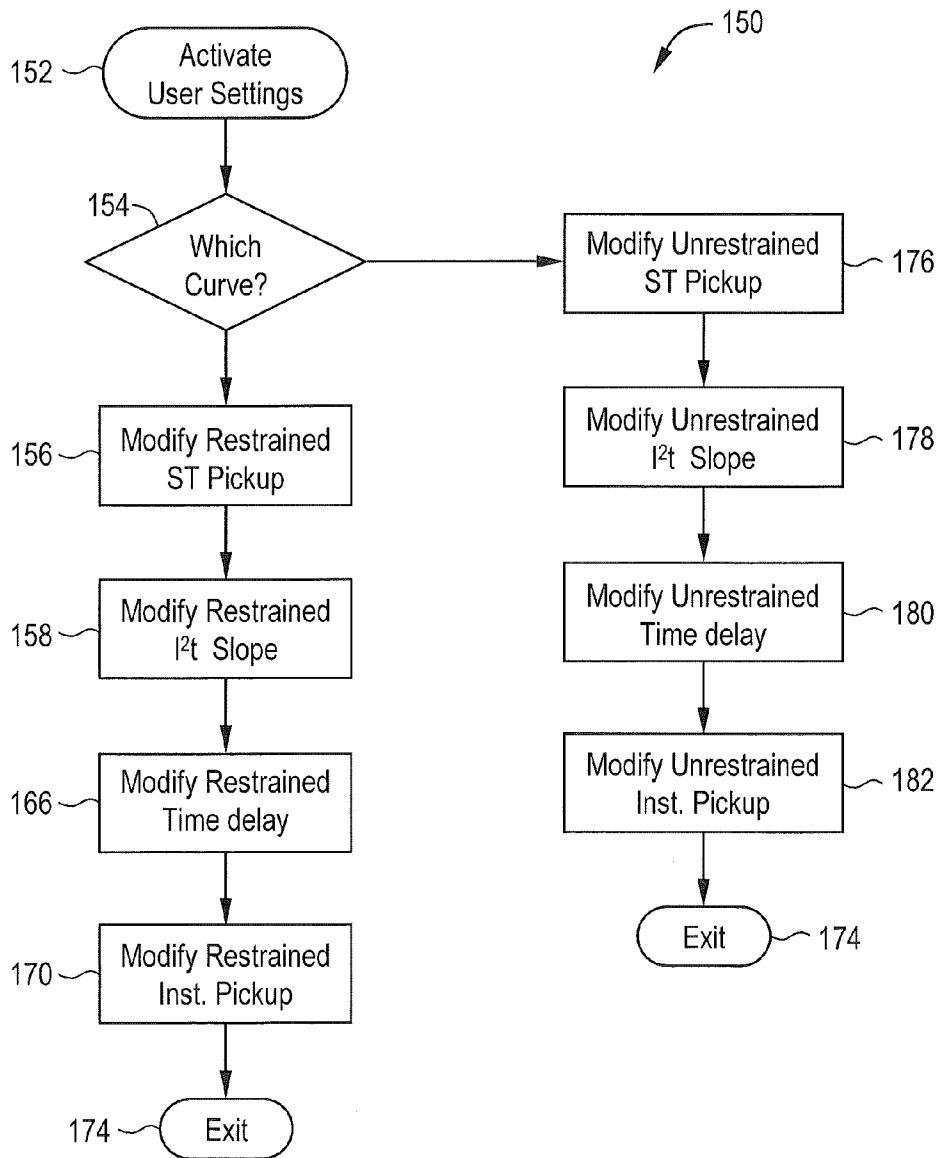 150
152
Activate
User Settings
154
Which
Curve?
156
Modify Restrained
ST Pickup
158
Modify Restrained
I²t Slope
166
Modify Restrained
Time delay
170
Modify Restrained
Inst. Pickup
174
Exit
Modify Unrestrained
ST Pickup
176
Modify Unrestrained
I²t Slope
178
Modify Unrestrained
Time delay
180
Modify Unrestrained
Inst. Pickup
182
Exit
174